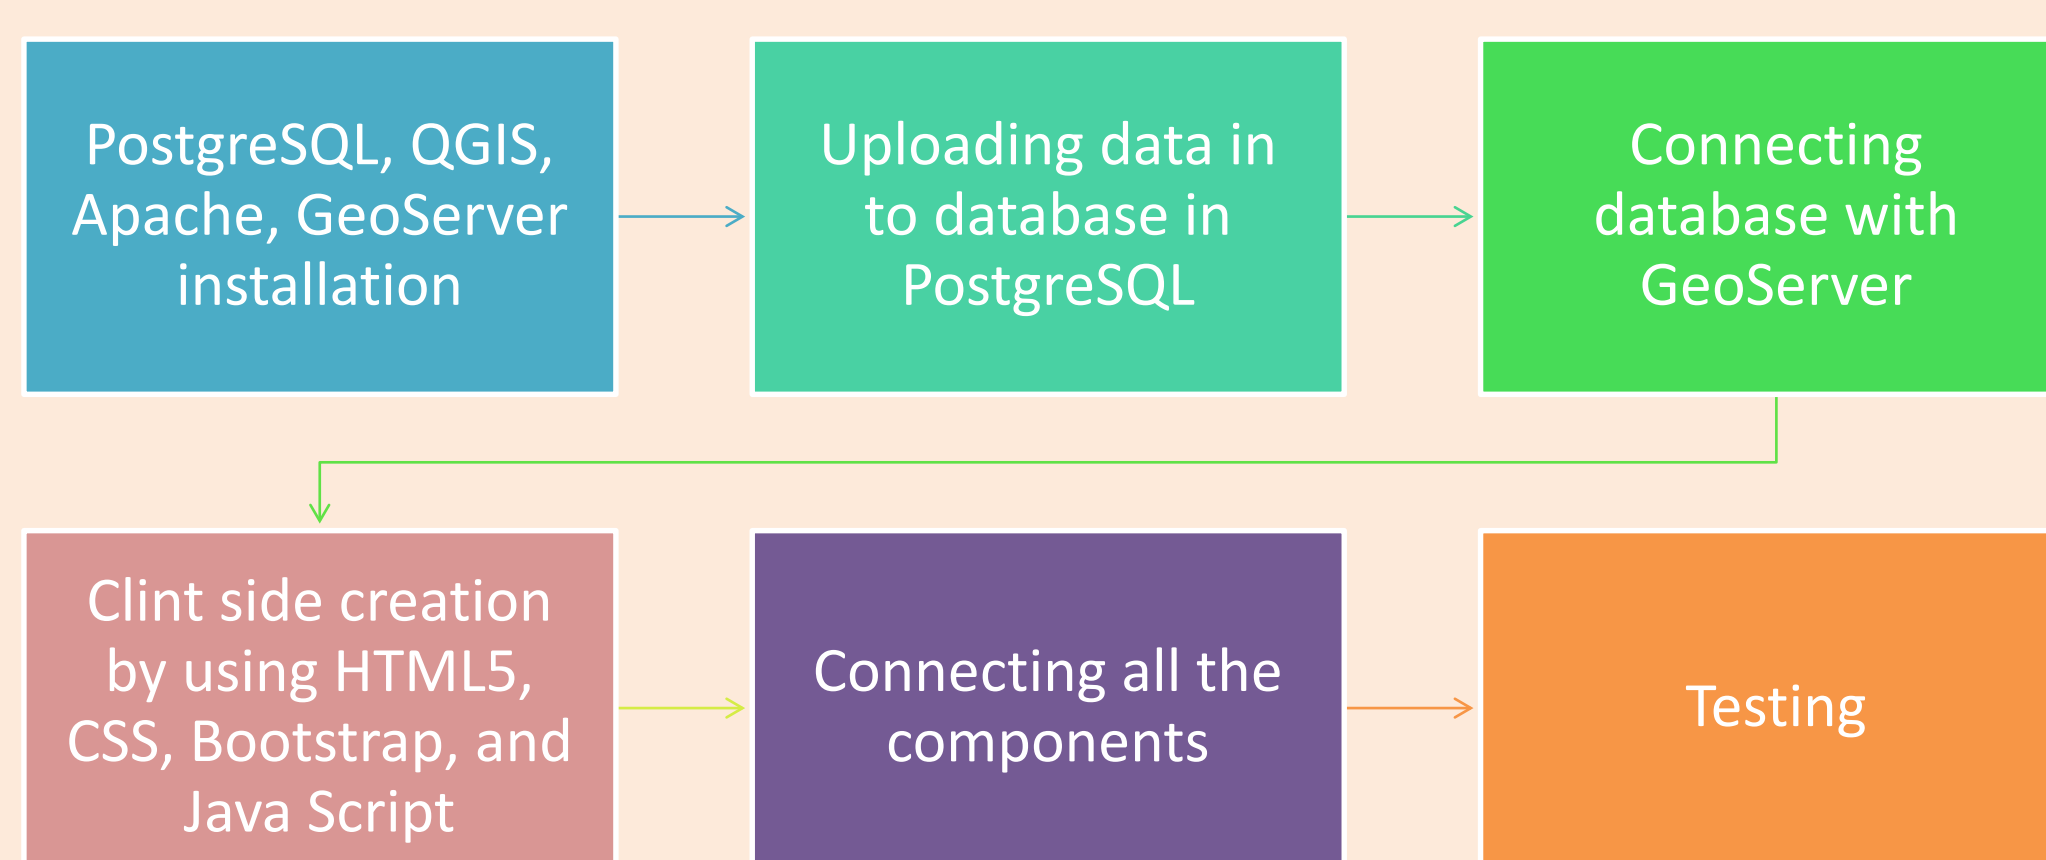 PostgreSQL, QGIS,
Apache, GeoServer
installation
Uploading data in
to database in
PostgreSQL
Connecting
database with
GeoServer
Clint side creation
by using HTML5,
CSS, Bootstrap, and
Java Script
Connecting all the
components
Testing